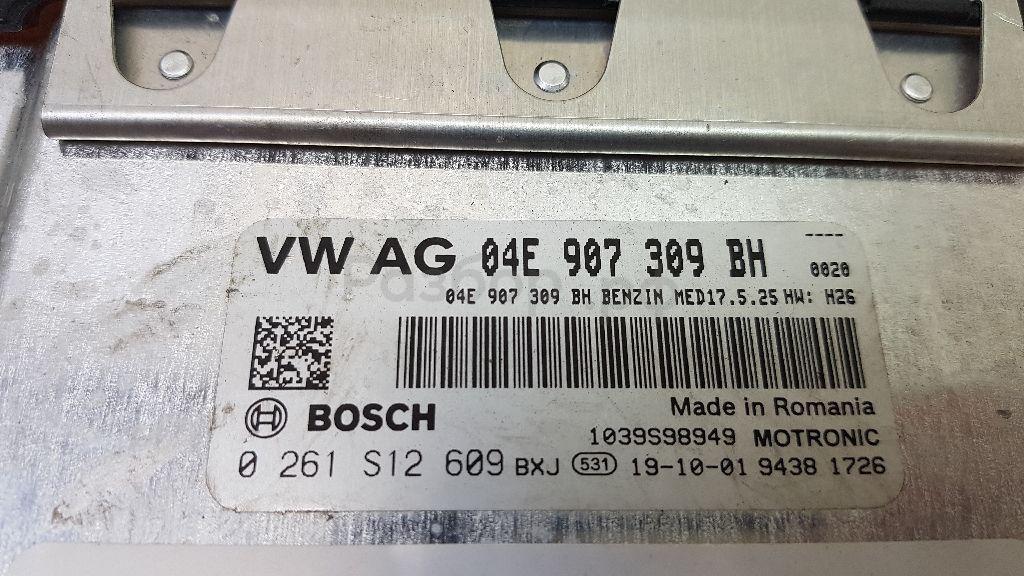 VW AG 04E 907 309 BH ----
0020
04E 907 309 BH BENZIN MED17.5.25 HW: H26
BOSCH
Made in Romania
1039S98949 MOTRONIC
0 261 S12 609 BXJ 531 19-10-01 9438 1726